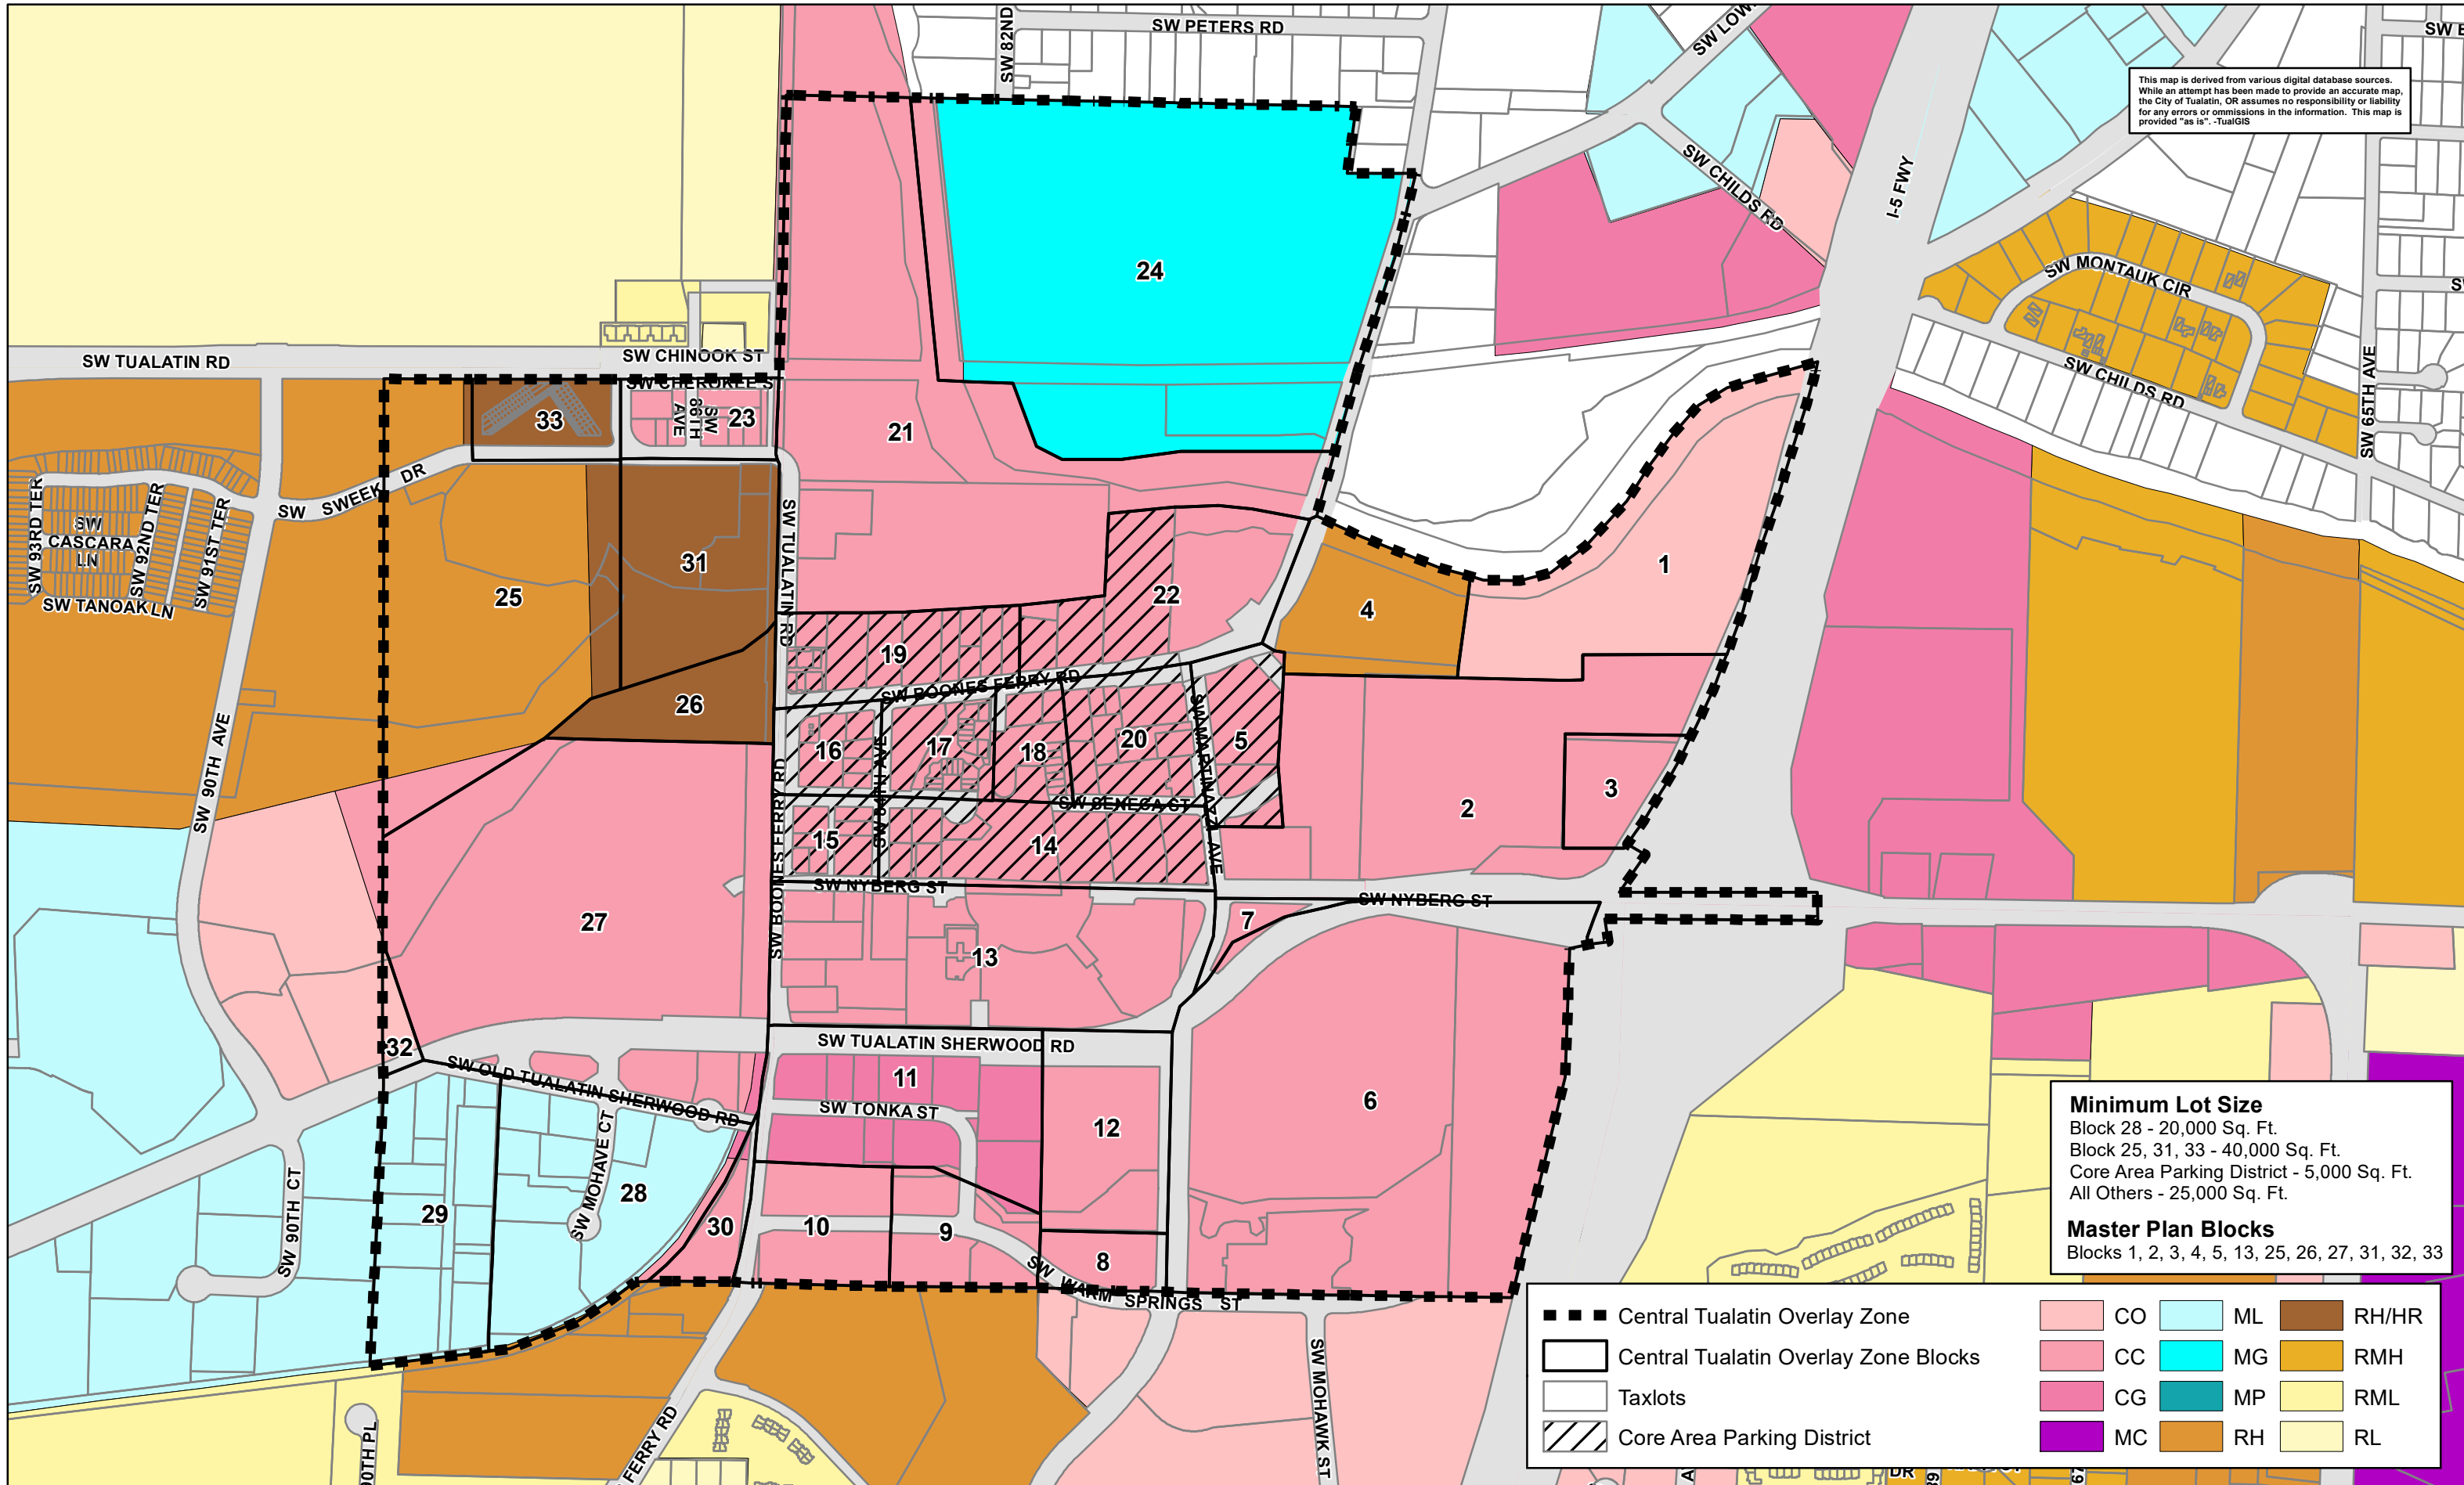 SW PETERS RD
SW 82ND
SW CHILDS RD
I-5 FWY
This map is derived from various digital database sources.
While an attempt has been made to provide an accurate map,
the City of Tualatin, OR assumes no responsibility or liability
for any errors or ommissions in the information. This map is
provided "as is". -TualGIS
24
SW MONTAUK CIR
SW CHILDS RD
SW 65TH AVE
SW TUALATIN RD
SW CHINOOK ST
SW 86TH AVE
33
23
21
SW SWEEK DR
SW 93RD TER
SW CASCARA LN
SW 92ND TER
SW 91ST TER
SW TANOAK LN
25
31
SW TUALATIN RD
22
4
1
19
26
SW BOONES FERRY RD
SW 90TH AVE
16
17
18
20
5
SW 84TH AVE
SW MARTINAZZI AVE
SW SENECA ST
2
3
15
14
SW BOONES FERRY RD
SW NYBERG ST
SW NYBERG ST
27
13
7
32
SW TUALATIN SHERWOOD RD
SW OLD TUALATIN SHERWOOD RD
11
SW TONKA ST
12
6
SW MOHAVE CT
28
29
30
10
9
8
SW 90TH CT
SW WARM SPRINGS ST
SW MOHAWK ST
FERRY RD
Minimum Lot Size
Block 28 - 20,000 Sq. Ft.
Block 25, 31, 33 - 40,000 Sq. Ft.
Core Area Parking District - 5,000 Sq. Ft.
All Others - 25,000 Sq. Ft.
Master Plan Blocks
Blocks 1, 2, 3, 4, 5, 13, 25, 26, 27, 31, 32, 33
Central Tualatin Overlay Zone
Central Tualatin Overlay Zone Blocks
Taxlots
Core Area Parking District
CO
ML
RH/HR
CC
MG
RMH
CG
MP
RML
MC
RH
RL